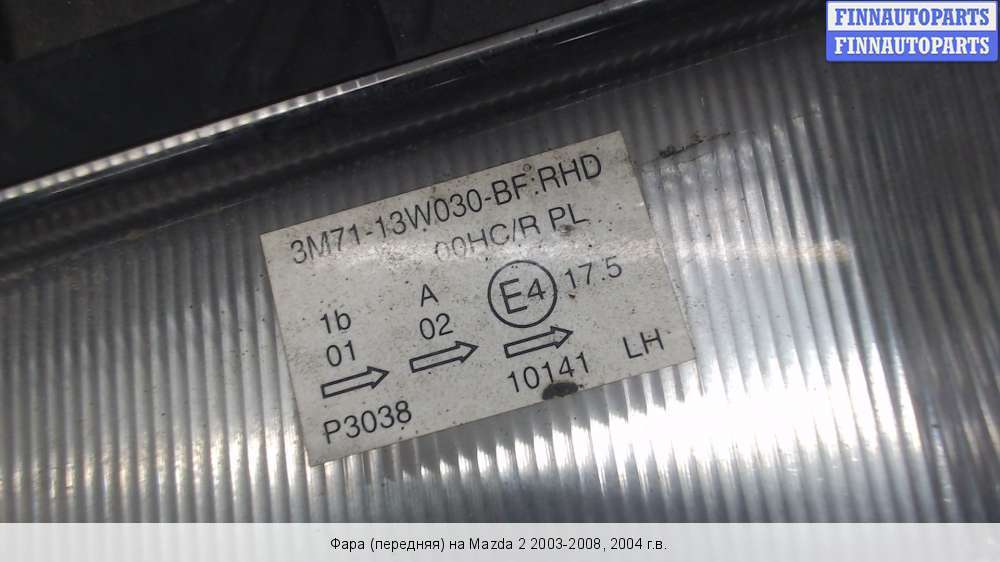 FINNAUTOPARTS
FINNAUTOPARTS
3M71-13W030-BF:RHD
00HC/R PL
1b A E4 17.5
01 02
10141 LH
P3038
Фара (передняя) на Mazda 2 2003-2008, 2004 г.в.